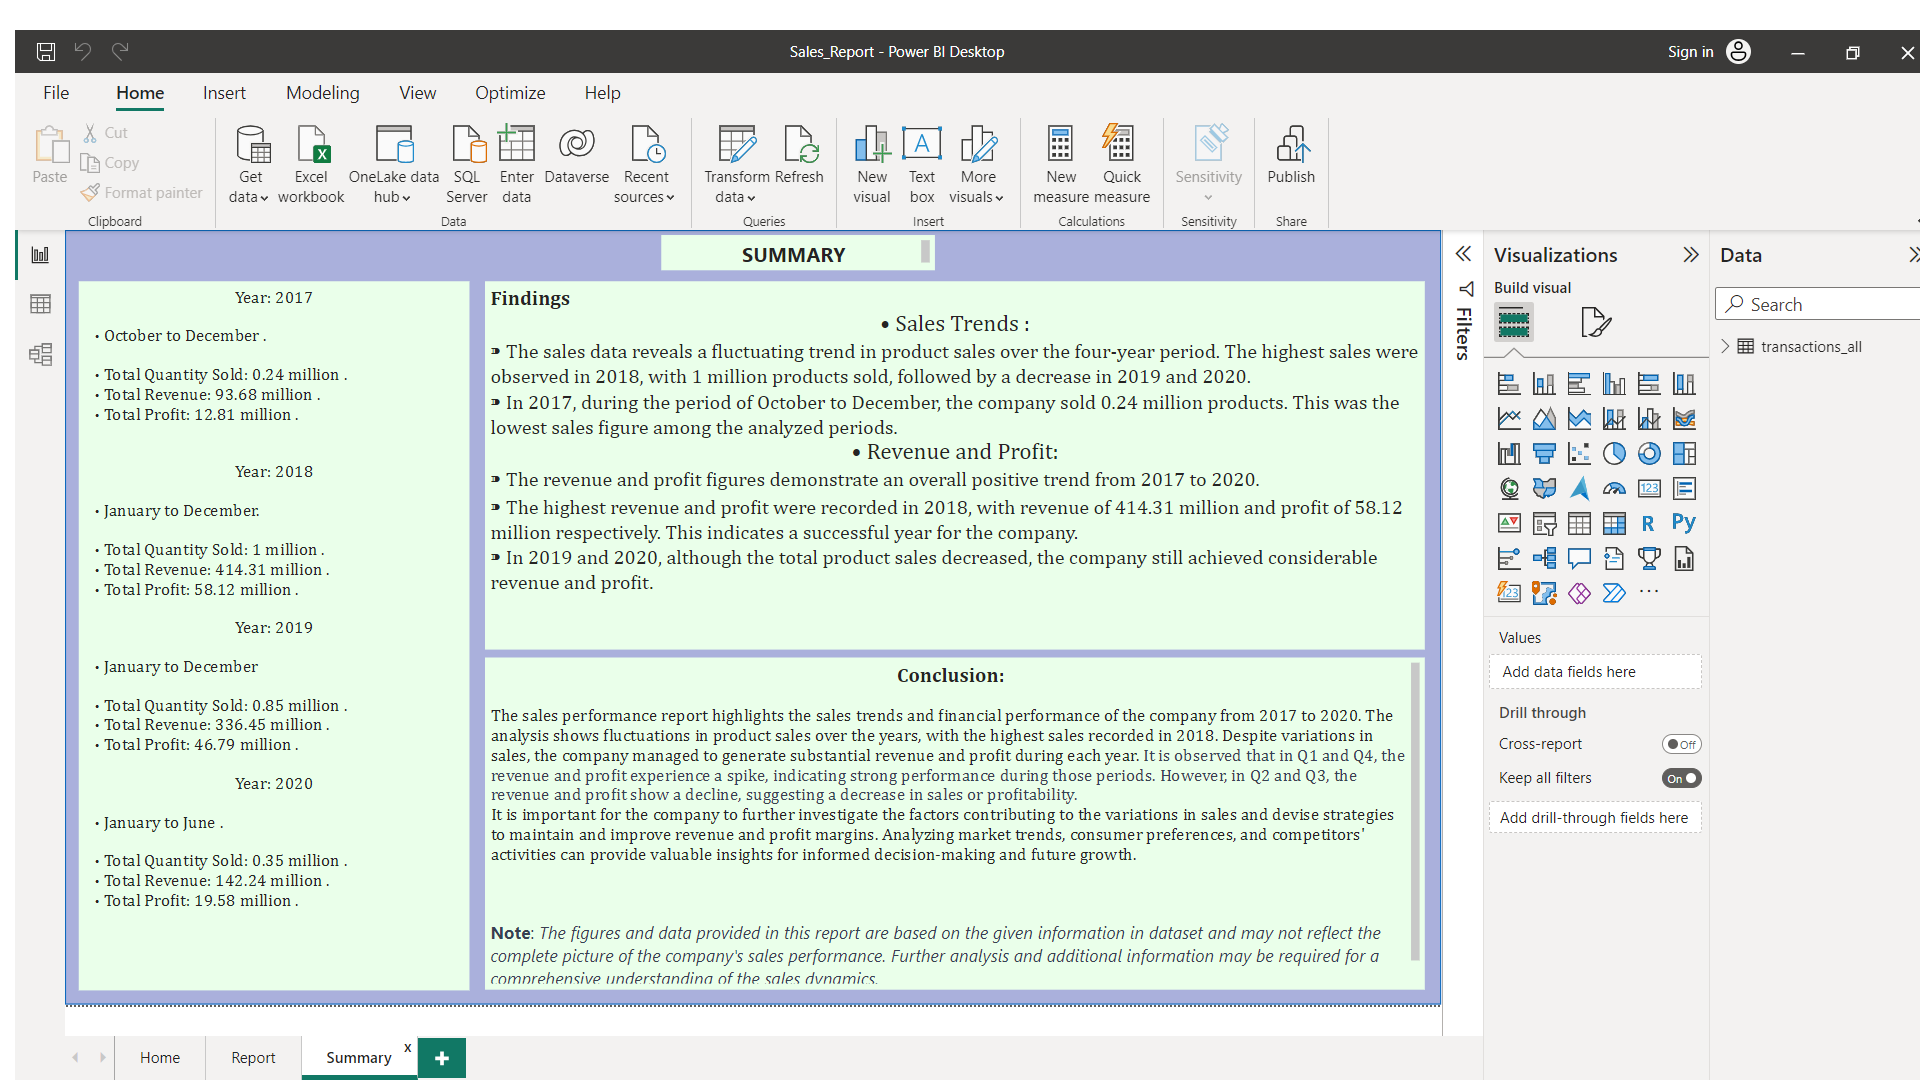 Sales_Report - Power BI Desktop
Sign in
File Home Insert Modeling View Optimize Help
Paste
Cut
Copy
Format painter
Clipboard
Get data
Excel workbook
OneLake data hub
SQL Server
Enter data
Dataverse
Recent sources
Data
Transform data
Refresh
Queries
New visual
Text box
More visuals
Insert
New measure
Quick measure
Calculations
Sensitivity
Sensitivity
Publish
Share
SUMMARY
Year: 2017
• October to December .
• Total Quantity Sold: 0.24 million .
• Total Revenue: 93.68 million .
• Total Profit: 12.81 million .
Year: 2018
• January to December.
• Total Quantity Sold: 1 million .
• Total Revenue: 414.31 million .
• Total Profit: 58.12 million .
Year: 2019
• January to December
• Total Quantity Sold: 0.85 million .
• Total Revenue: 336.45 million .
• Total Profit: 46.79 million .
Year: 2020
• January to June .
• Total Quantity Sold: 0.35 million .
• Total Revenue: 142.24 million .
• Total Profit: 19.58 million .
Findings
• Sales Trends :
⁍ The sales data reveals a fluctuating trend in product sales over the four-year period. The highest sales were
observed in 2018, with 1 million products sold, followed by a decrease in 2019 and 2020.
⁍ In 2017, during the period of October to December, the company sold 0.24 million products. This was the
lowest sales figure among the analyzed periods.
• Revenue and Profit:
⁍ The revenue and profit figures demonstrate an overall positive trend from 2017 to 2020.
⁍ The highest revenue and profit were recorded in 2018, with revenue of 414.31 million and profit of 58.12
million respectively. This indicates a successful year for the company.
⁍ In 2019 and 2020, although the total product sales decreased, the company still achieved considerable
revenue and profit.
Conclusion:
The sales performance report highlights the sales trends and financial performance of the company from 2017 to 2020. The
analysis shows fluctuations in product sales over the years, with the highest sales recorded in 2018. Despite variations in
sales, the company managed to generate substantial revenue and profit during each year. It is observed that in Q1 and Q4, the
revenue and profit experience a spike, indicating strong performance during those periods. However, in Q2 and Q3, the
revenue and profit show a decline, suggesting a decrease in sales or profitability.
It is important for the company to further investigate the factors contributing to the variations in sales and devise strategies
to maintain and improve revenue and profit margins. Analyzing market trends, consumer preferences, and competitors'
activities can provide valuable insights for informed decision-making and future growth.
Note: The figures and data provided in this report are based on the given information in dataset and may not reflect the
complete picture of the company's sales performance. Further analysis and additional information may be required for a
comprehensive understanding of the sales dynamics.
Filters
Visualizations
Build visual
123
R
Py
123
Values
Add data fields here
Drill through
Cross-report
Off
Keep all filters
On
Add drill-through fields here
Data
Search
transactions_all
Home
Report
Summary
x